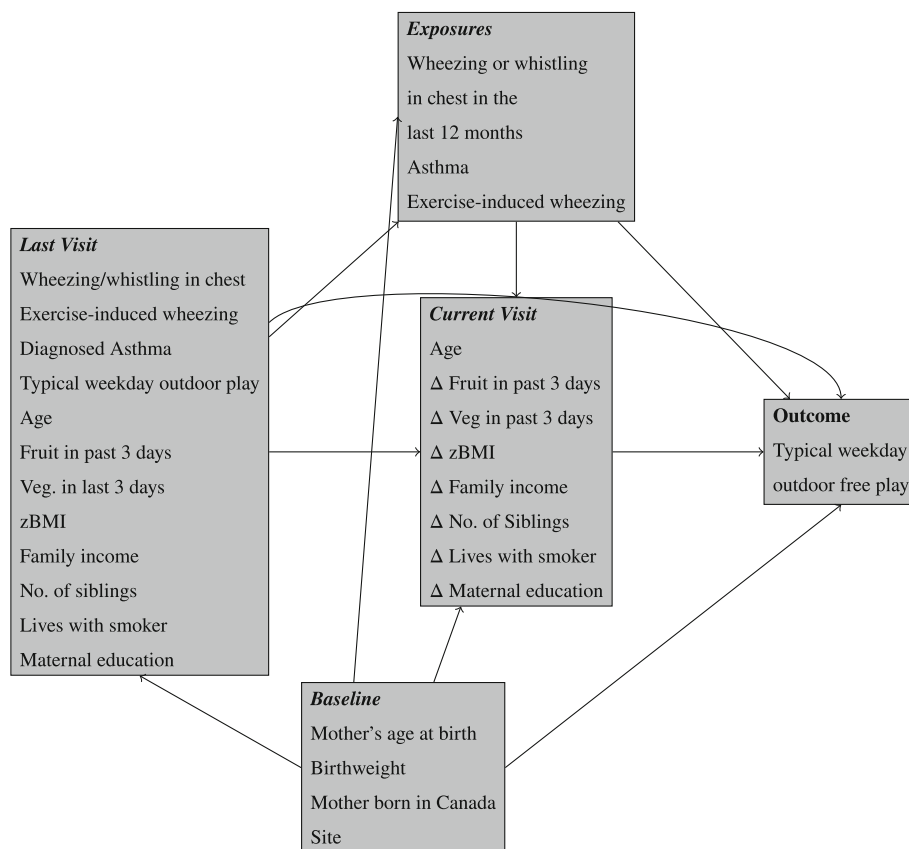 Exposures
Wheezing or whistling
in chest in the
last 12 months
Asthma
Exercise-induced wheezing
Last Visit
Wheezing/whistling in chest
Exercise-induced wheezing
Diagnosed Asthma
Typical weekday outdoor play
Age
Fruit in past 3 days
Veg. in last 3 days
zBMI
Family income
No. of siblings
Lives with smoker
Maternal education
Current Visit
Age
Δ Fruit in past 3 days
Δ Veg in past 3 days
Δ zBMI
Δ Family income
Δ No. of Siblings
Δ Lives with smoker
Δ Maternal education
Outcome
Typical weekday
outdoor free play
Baseline
Mother's age at birth
Birthweight
Mother born in Canada
Site